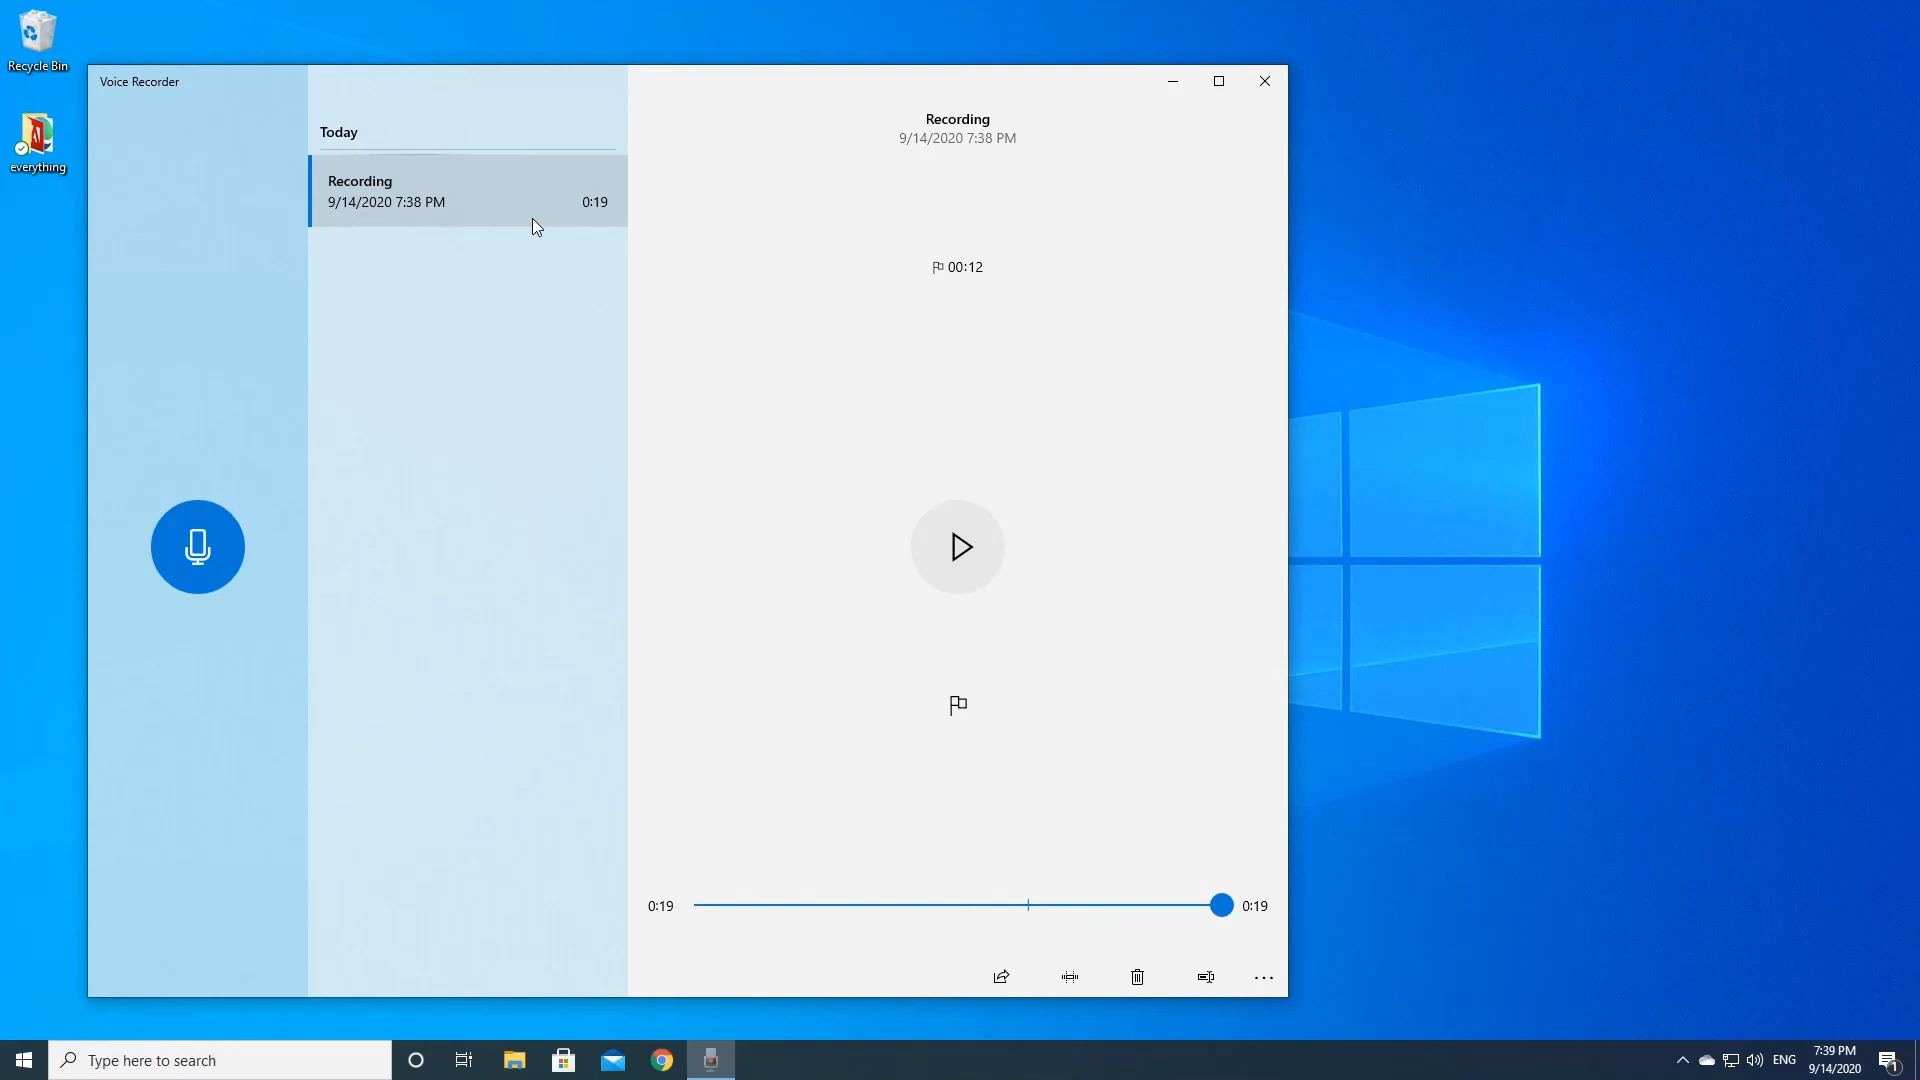 Recycle Bin
everything
Voice Recorder
Today
Recording
9/14/2020 7:38 PM
0:19
Recording
9/14/2020 7:38 PM
00:12
0:19
0:19
Type here to search
ENG
7:39 PM
9/14/2020
1